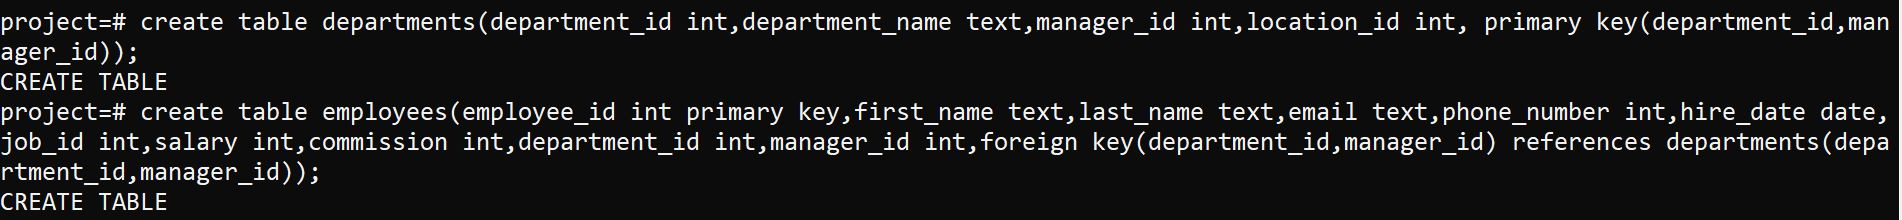 project=# create table departments(department_id int,department_name text,manager_id int,location_id int, primary key(department_id,man
ager_id));
CREATE TABLE
project=# create table employees(employee_id int primary key,first_name text,last_name text,email text,phone_number int,hire_date date,
job_id int,salary int,commission int,department_id int,manager_id int,foreign key(department_id,manager_id) references departments(depa
rtment_id,manager_id));
CREATE TABLE